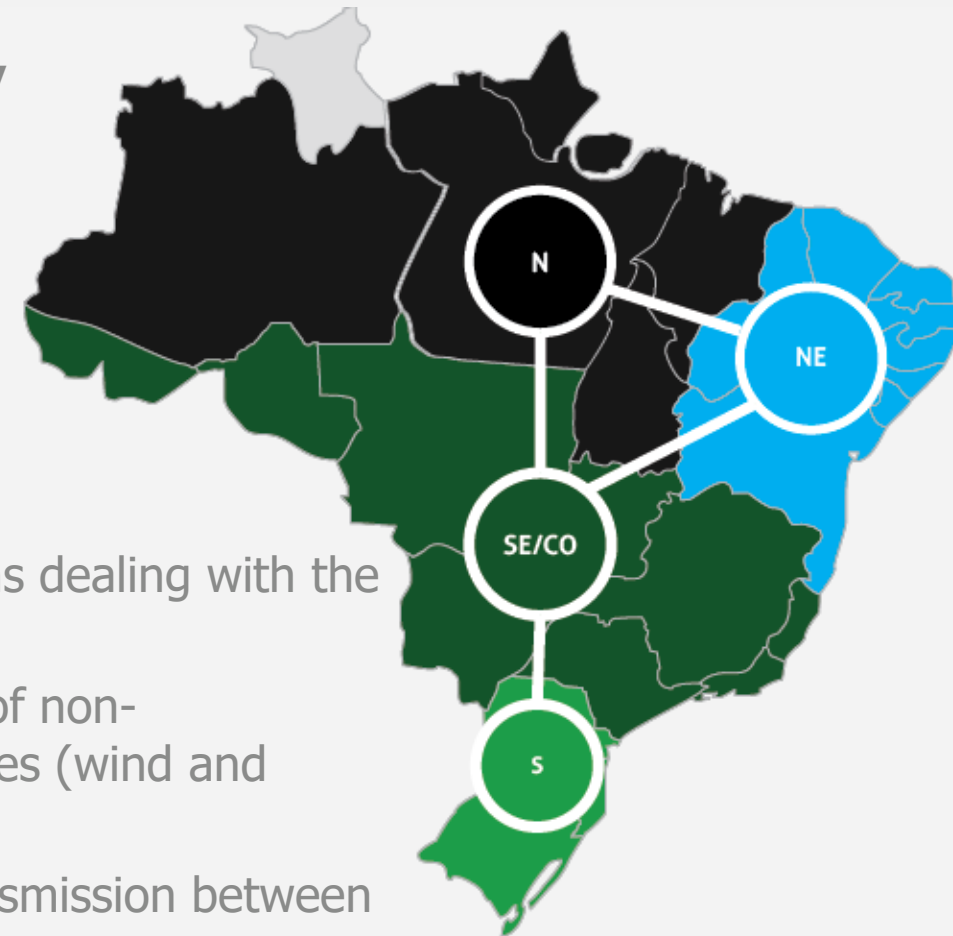 y
N
NE
SE/CO
s dealing with the
of non-
es (wind and
S
smission between